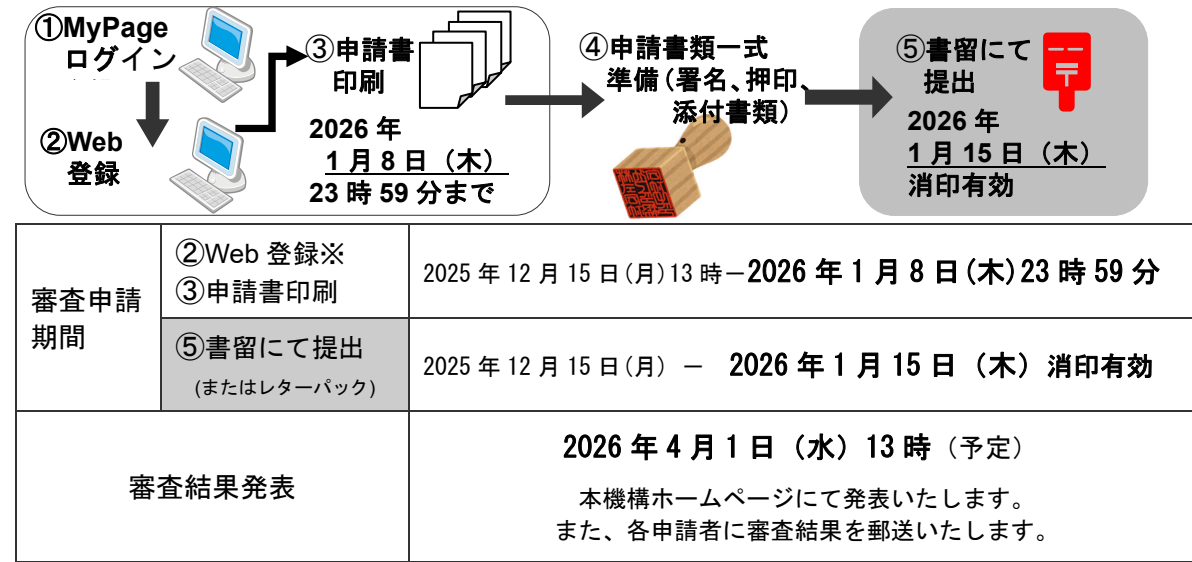 ①MyPage
ログイン
②Web
登録
③申請書
印刷
2026 年
1 月 8 日（木）
23 時 59 分まで
④申請書類一式
準備（署名、押印、
添付書類）
⑤書留にて
提出
2026 年
1 月 15 日（木）
消印有効
審査申請
期間
②Web 登録※
③申請書印刷
2025 年 12 月 15 日(月)13 時－2026 年 1 月 8 日(木)23 時 59 分
⑤書留にて提出
(またはレターパック)
2025 年 12 月 15 日(月) － 2026 年 1 月 15 日（木）消印有効
審査結果発表
2026 年 4 月 1 日（水）13 時（予定）
本機構ホームページにて発表いたします。
また、各申請者に審査結果を郵送いたします。